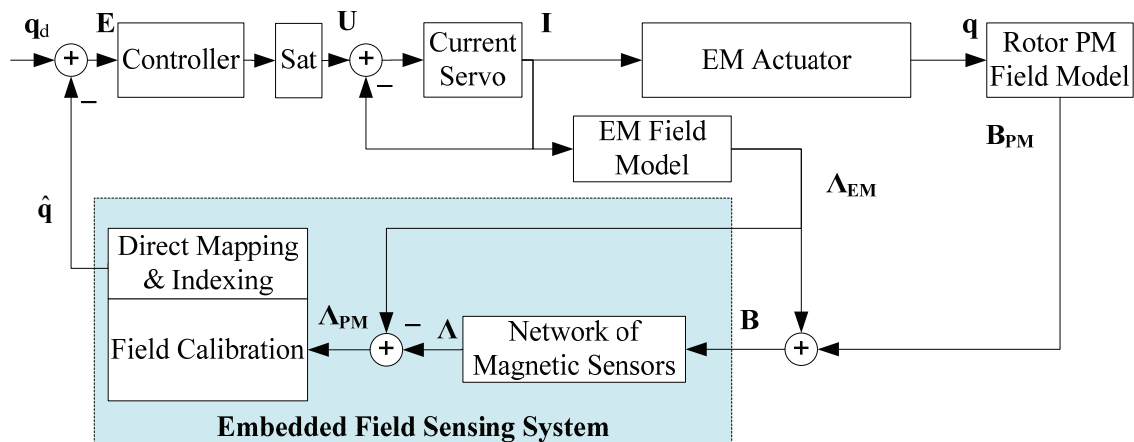 q_d
E
Controller
Sat
U
Current
Servo
I
EM Actuator
q
Rotor PM
Field Model
+
−
+
−
B_PM
EM Field
Model
Λ_EM
q̂
Direct Mapping
& Indexing
Field Calibration
Λ_PM
−
+
Λ
Network of
Magnetic Sensors
B
+
Embedded Field Sensing System